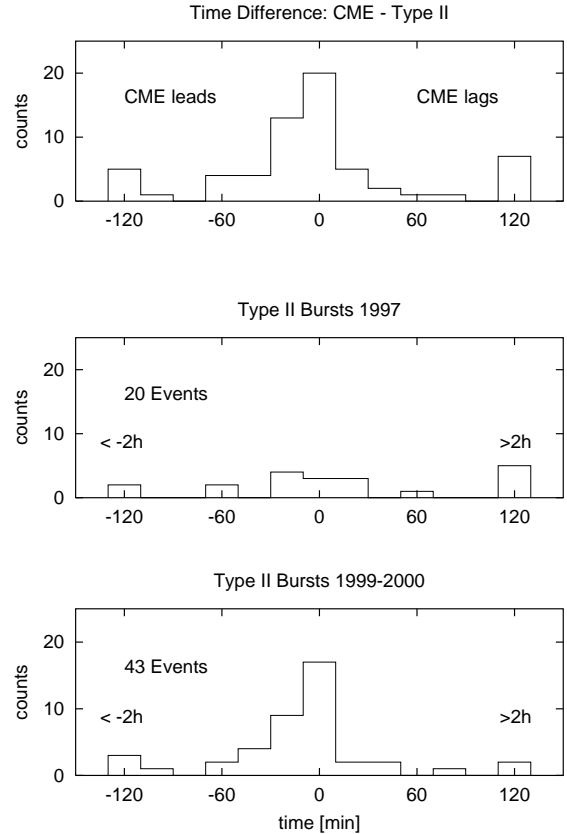 Time Difference: CME - Type II
20
CME leads
CME lags
counts
10
0
-120 -60 0 60 120
Type II Bursts 1997
20
20 Events
counts
10
< -2h >2h
0
-120 -60 0 60 120
Type II Bursts 1999-2000
20
43 Events
counts
10
< -2h >2h
0
-120 -60 0 60 120
time [min]